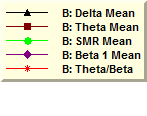 B: Delta Mean
B: Theta Mean
B: SMR Mean
B: Beta 1 Mean
B: Theta/Beta